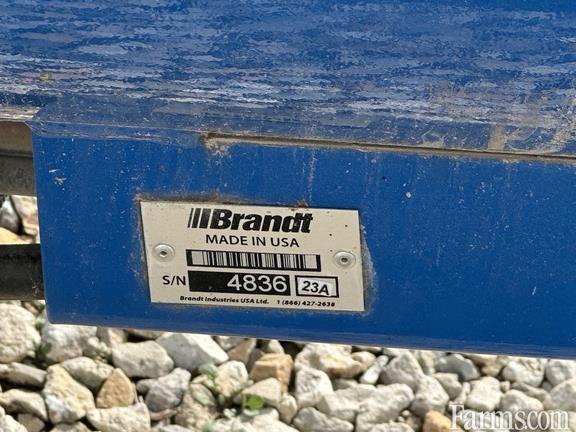 Brandt
MADE IN USA
S/N 4836 23A
Brandt Industries USA Ltd. 1 (866) 427-2638
Farms.com